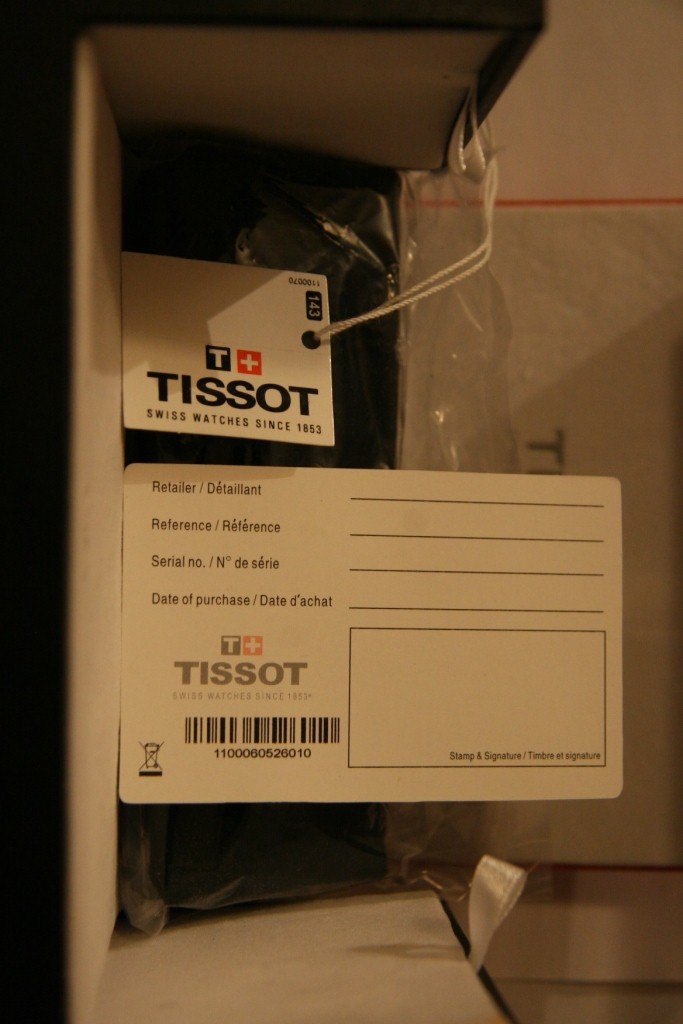 1100070
143
T+
TISSOT
SWISS WATCHES SINCE 1853
Retailer / Détaillant
Reference / Référence
Serial no. / N° de série
Date of purchase / Date d'achat
T+
TISSOT
SWISS WATCHES SINCE 1853
1100060526010
Stamp & Signature / Timbre et signature